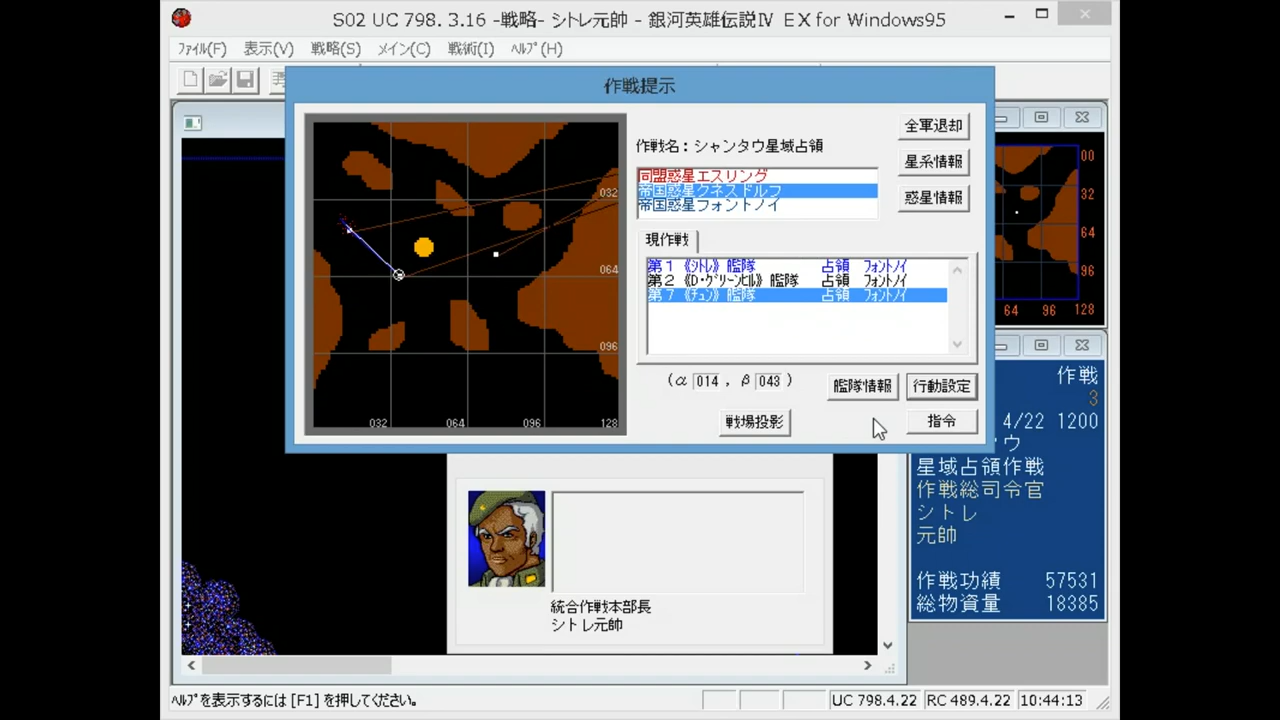 S02 UC 798. 3.16 -戦略- シトレ元帥 - 銀河英雄伝説Ⅳ EX for Windows95
ﾌｧｲﾙ(F) 表示(V) 戦略(S) メイン(C) 戦術(I) ﾍﾙﾌﾟ(H)
作戦提示
作戦名：シャンタウ星域占領
全軍退却
同盟惑星エスリング
星系情報
帝国惑星クネスドルフ
惑星情報
帝国惑星フォントノイ
現作戦
第１《ｼﾄﾚ》艦隊 占領 ﾌｫﾝﾄﾉｲ
第２《D･ｸﾞﾘｰﾝﾋﾙ》艦隊 占領 ﾌｫﾝﾄﾉｲ
第７《ﾁｭﾝ》艦隊 占領 ﾌｫﾝﾄﾉｲ
032
064
096
032 064 096 128
(α 014 , β 043 )
艦隊情報 行動設定
戦場投影 指令
00
32
64
96
64 96 128
作戦
3
4/22 1200
ウ
星域占領作戦
作戦総司令官
シトレ
元帥
作戦功績 57531
総物資量 18385
統合作戦本部長
シトレ元帥
ﾍﾙﾌﾟを表示するには [F1] を押してください。
UC 798.4.22 RC 489.4.22 10:44:13